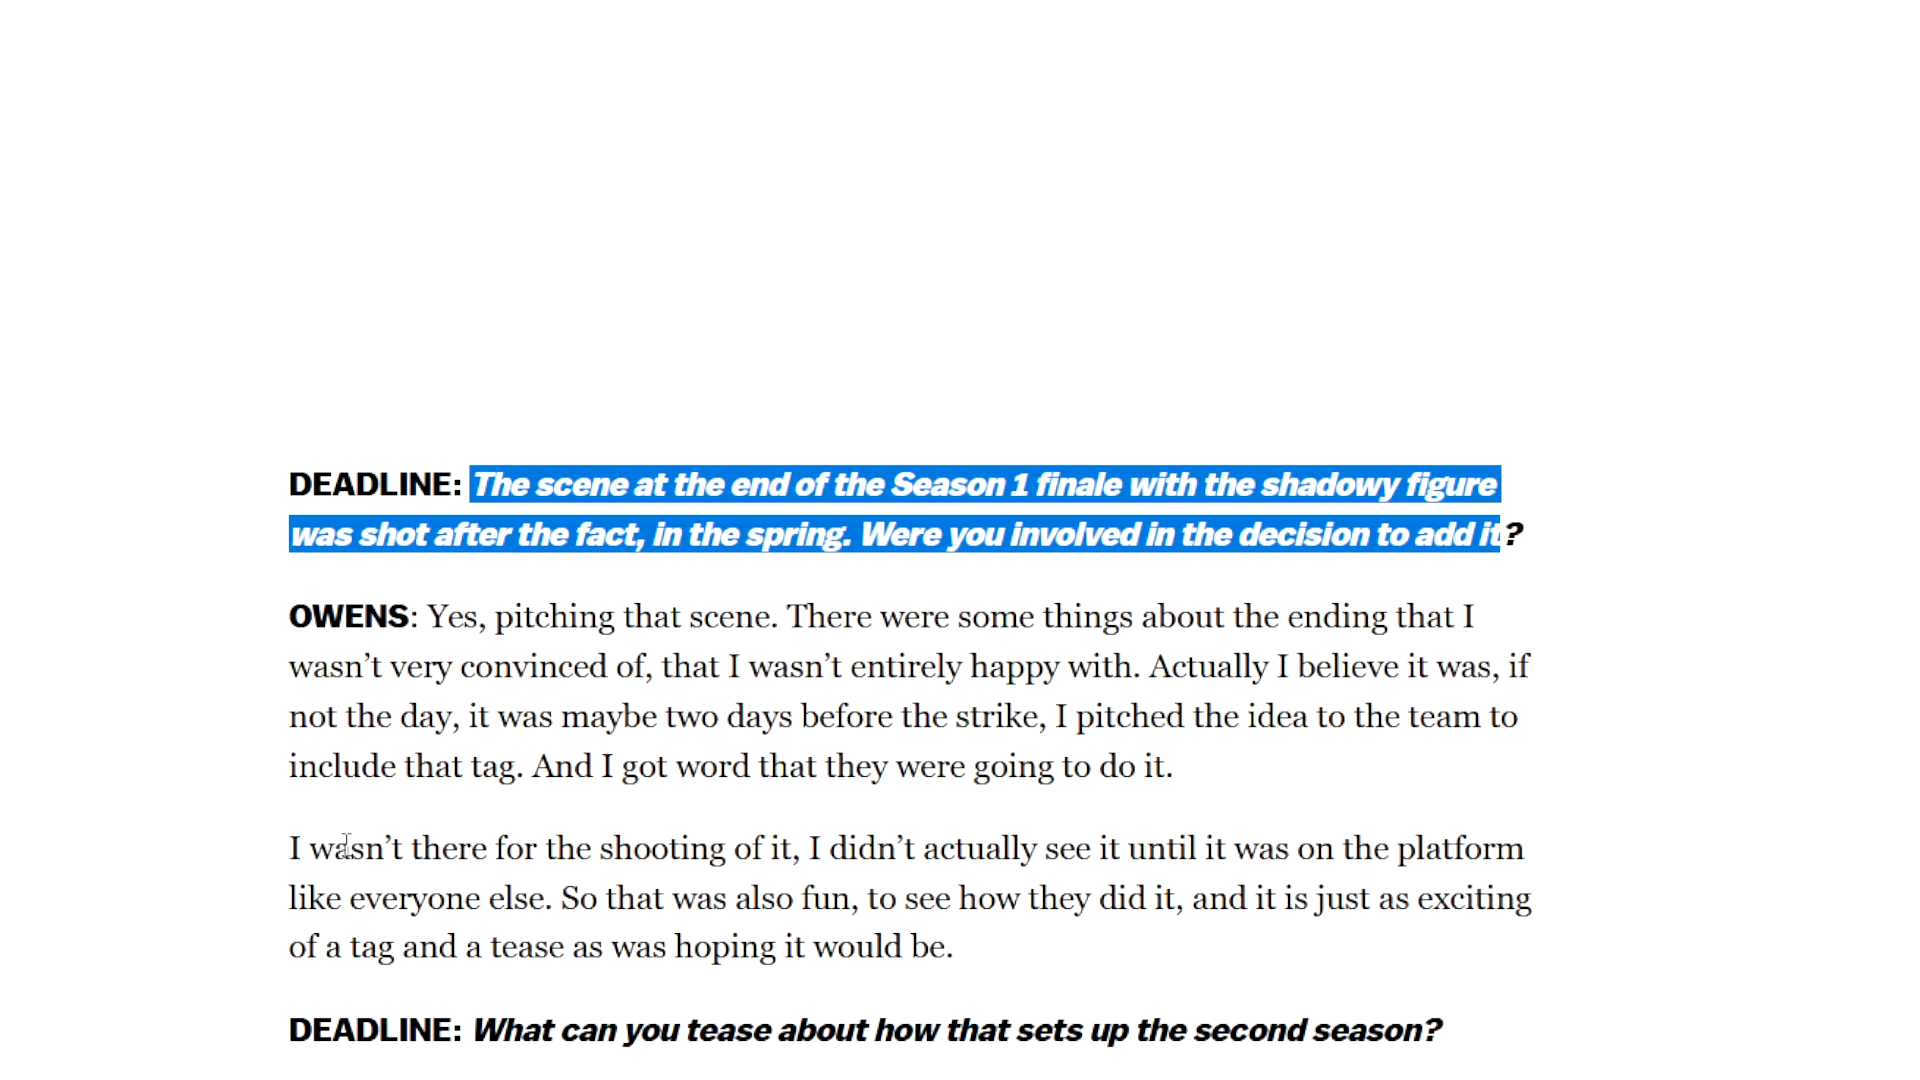 DEADLINE: The scene at the end of the Season 1 finale with the shadowy figure
was shot after the fact, in the spring. Were you involved in the decision to add it?
OWENS: Yes, pitching that scene. There were some things about the ending that I
wasn’t very convinced of, that I wasn’t entirely happy with. Actually I believe it was, if
not the day, it was maybe two days before the strike, I pitched the idea to the team to
include that tag. And I got word that they were going to do it.
I wasn’t there for the shooting of it, I didn’t actually see it until it was on the platform
like everyone else. So that was also fun, to see how they did it, and it is just as exciting
of a tag and a tease as was hoping it would be.
DEADLINE: What can you tease about how that sets up the second season?